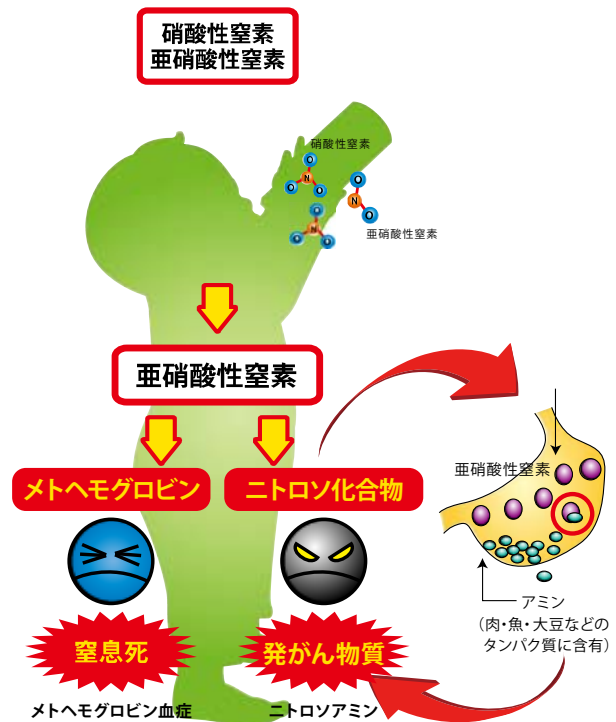 硝酸性窒素
亜硝酸性窒素
硝酸性窒素
O
O
N
O
O
N
O
亜硝酸性窒素
O
N
O
O
亜硝酸性窒素
メトヘモグロビン
ニトロソ化合物
亜硝酸性窒素
アミン
(肉・魚・大豆などの
タンパク質に含有)
窒息死
発がん物質
メトヘモグロビン血症
ニトロソアミン